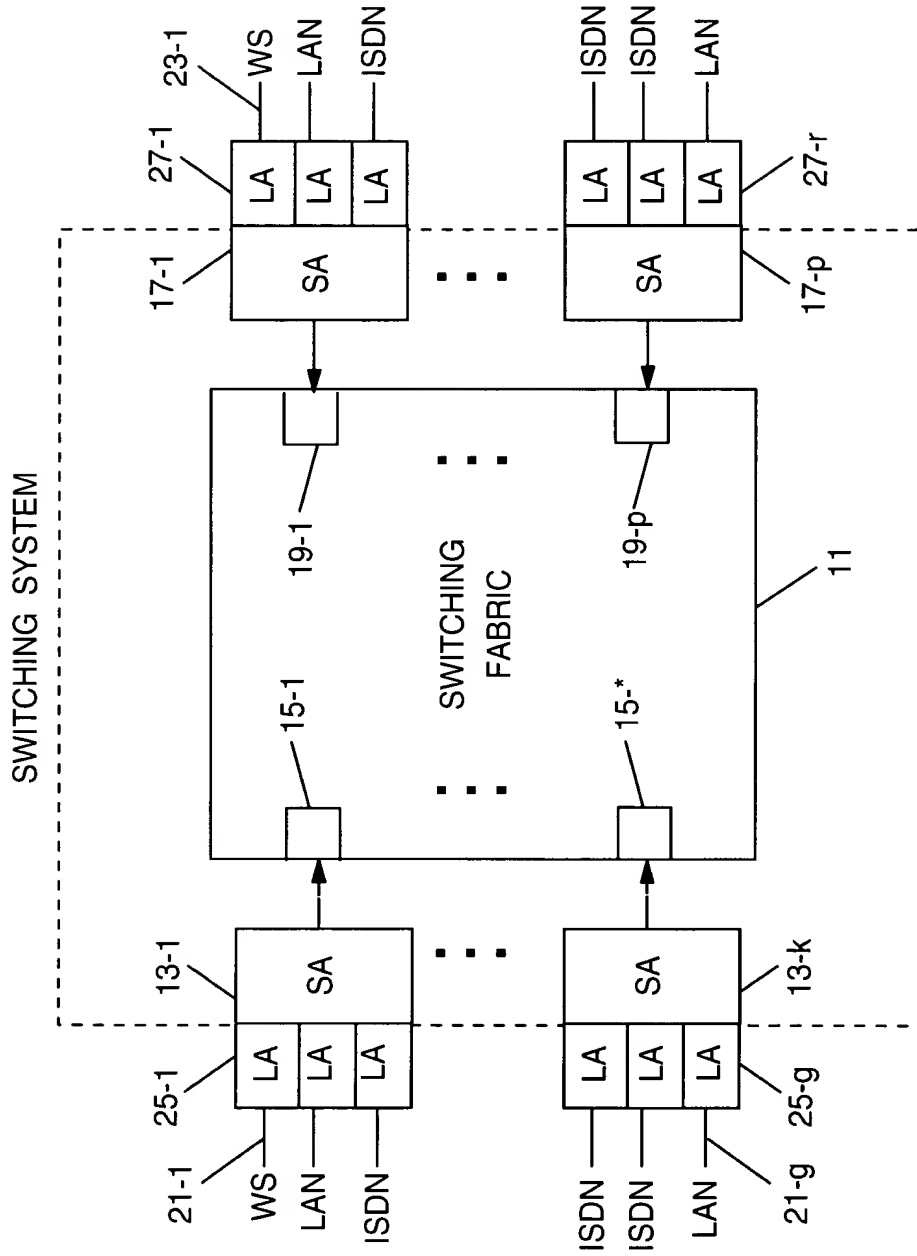 SWITCHING SYSTEM
21-1
25-1
13-1
15-1
19-1
17-1
27-1
23-1
WS
LAN
ISDN
LA
LA
LA
SA
SA
LA
LA
LA
WS
LAN
ISDN
SWITCHING
FABRIC
ISDN
ISDN
LAN
LA
LA
LA
SA
SA
LA
LA
LA
ISDN
ISDN
LAN
21-g
25-g
13-k
15-*
19-p
11
17-p
27-r